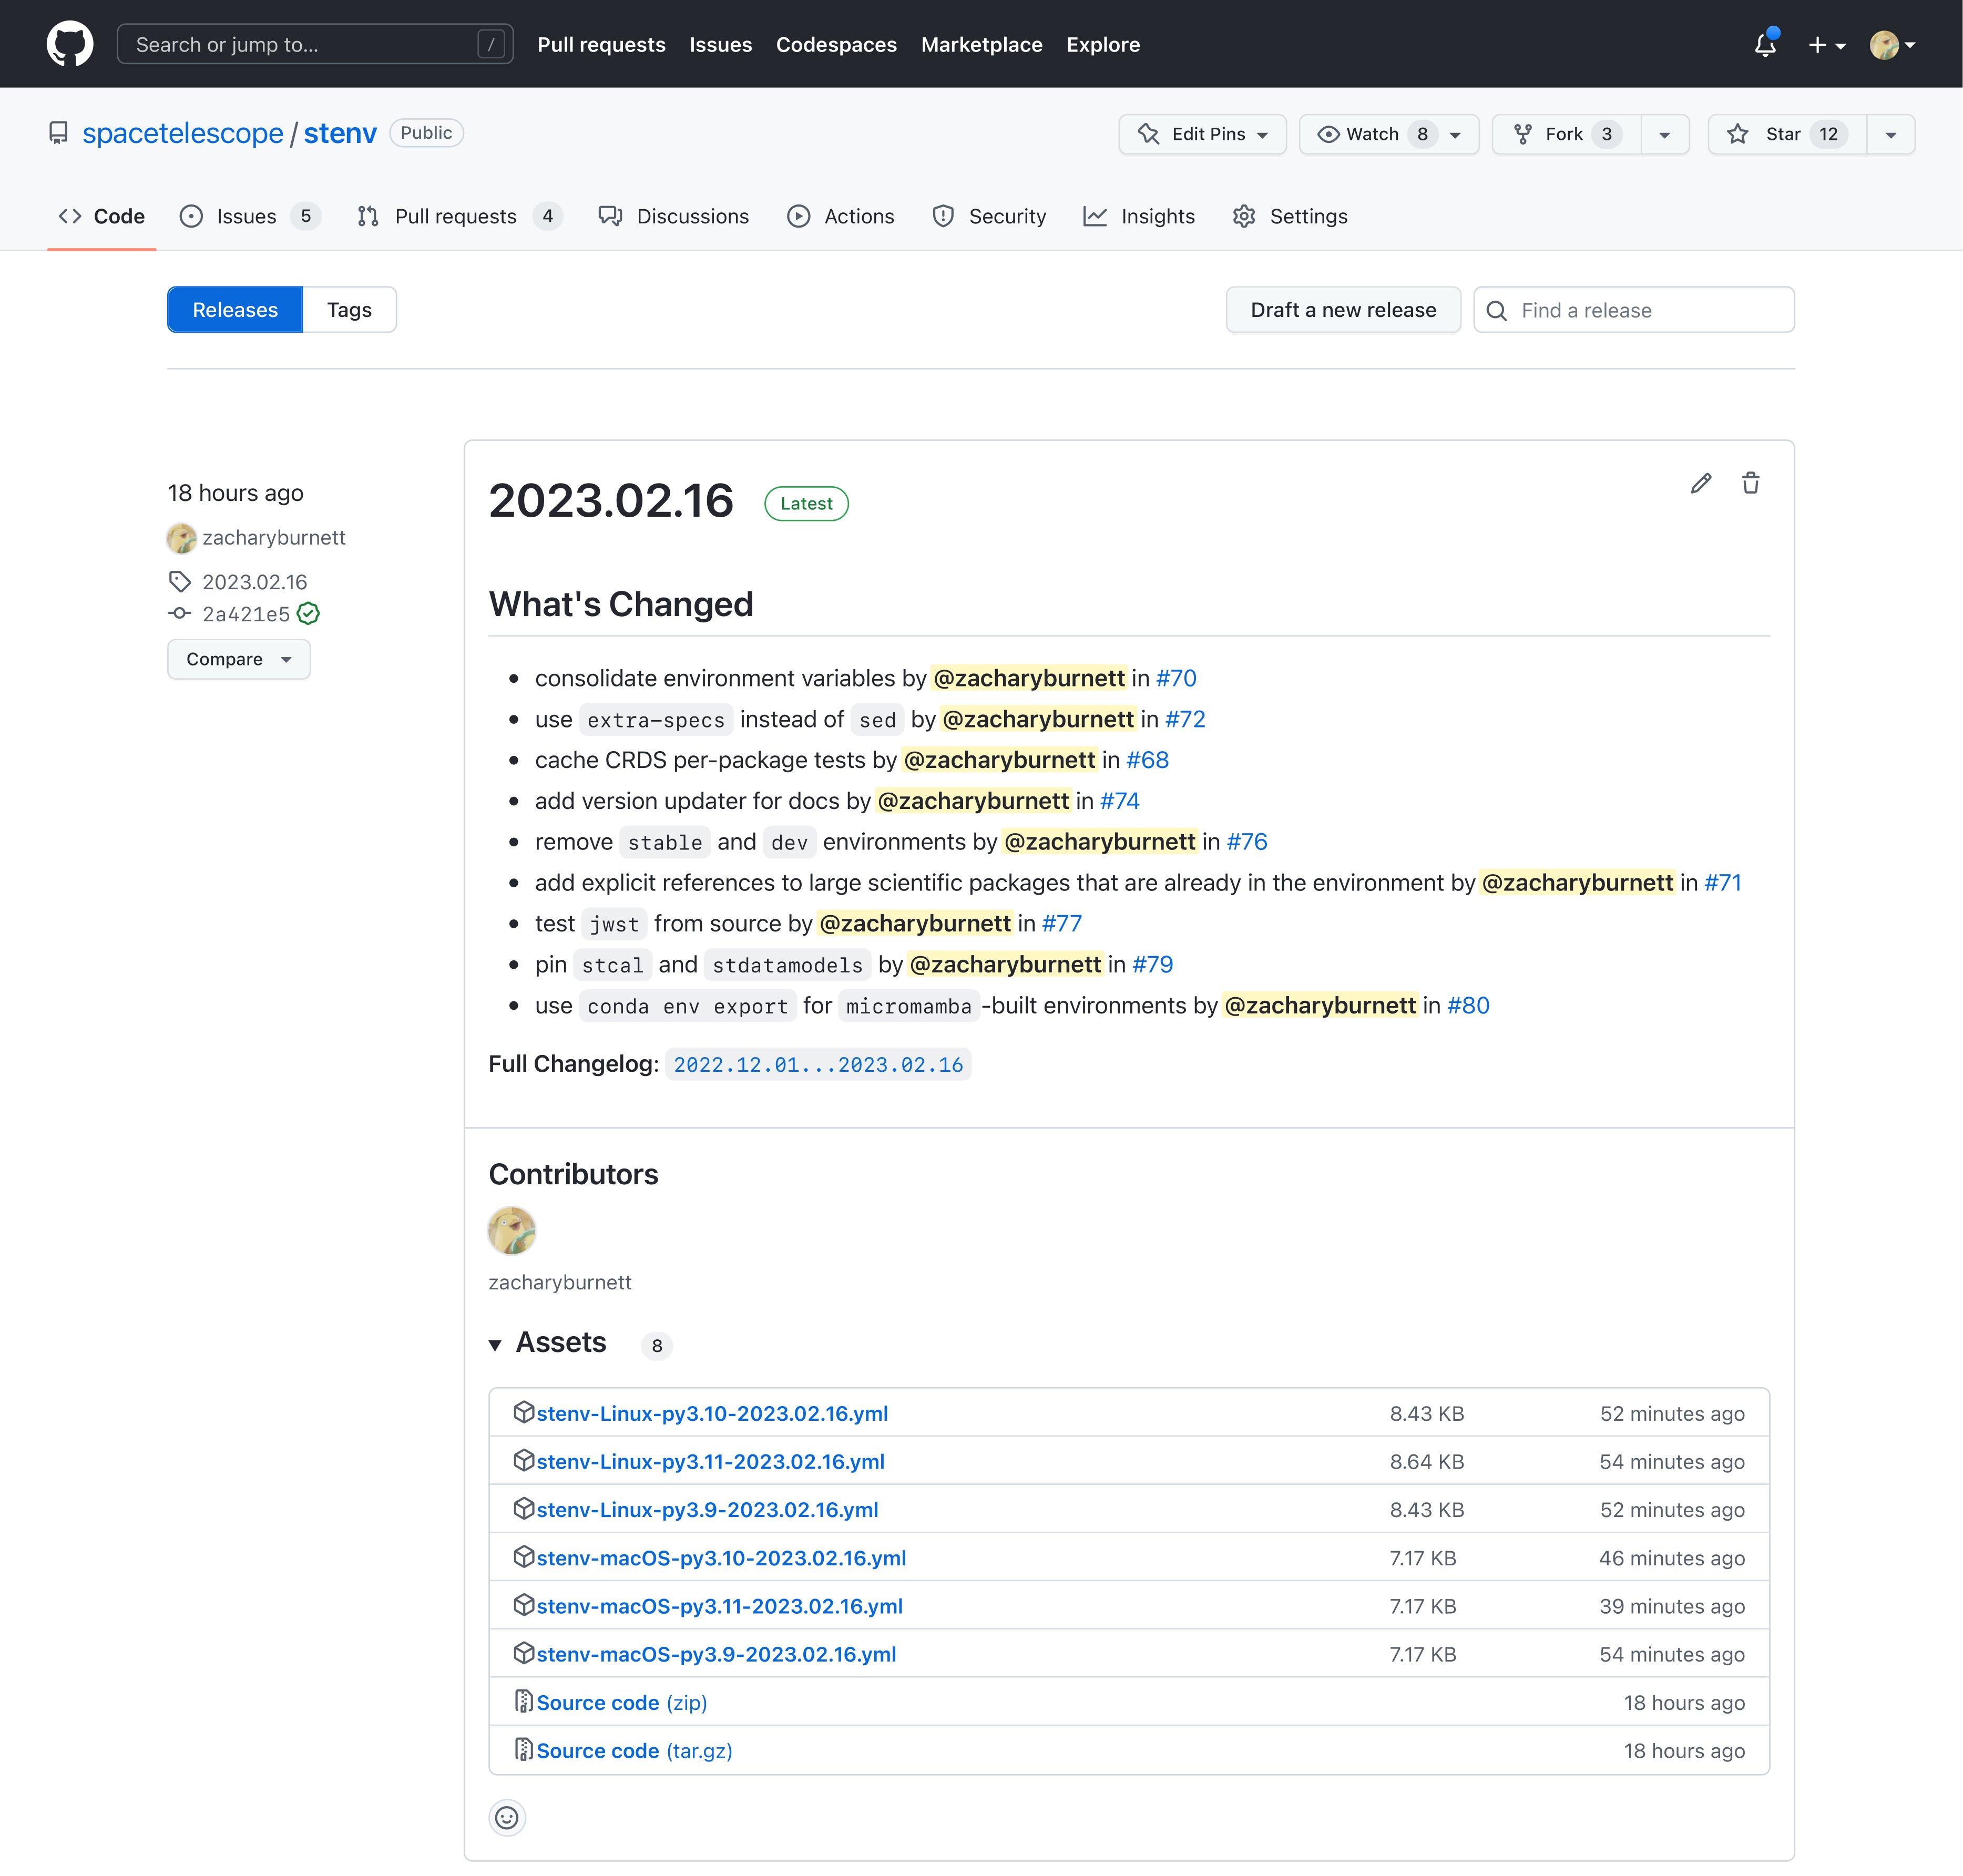 Search or jump to... /
Pull requests Issues Codespaces Marketplace Explore
spacetelescope / stenv Public
Edit Pins Watch 8 Fork 3 Star 12
Code Issues 5 Pull requests 4 Discussions Actions Security Insights Settings
Releases Tags
Draft a new release Find a release
18 hours ago
zacharyburnett
2023.02.16
2a421e5
Compare
2023.02.16 Latest
What's Changed
• consolidate environment variables by @zacharyburnett in #70
• use extra-specs instead of sed by @zacharyburnett in #72
• cache CRDS per-package tests by @zacharyburnett in #68
• add version updater for docs by @zacharyburnett in #74
• remove stable and dev environments by @zacharyburnett in #76
• add explicit references to large scientific packages that are already in the environment by @zacharyburnett in #71
• test jwst from source by @zacharyburnett in #77
• pin stcal and stdatamodels by @zacharyburnett in #79
• use conda env export for micromamba-built environments by @zacharyburnett in #80
Full Changelog: 2022.12.01...2023.02.16
Contributors
zacharyburnett
Assets 8
stenv-Linux-py3.10-2023.02.16.yml 8.43 KB 52 minutes ago
stenv-Linux-py3.11-2023.02.16.yml 8.64 KB 54 minutes ago
stenv-Linux-py3.9-2023.02.16.yml 8.43 KB 52 minutes ago
stenv-macOS-py3.10-2023.02.16.yml 7.17 KB 46 minutes ago
stenv-macOS-py3.11-2023.02.16.yml 7.17 KB 39 minutes ago
stenv-macOS-py3.9-2023.02.16.yml 7.17 KB 54 minutes ago
Source code (zip) 18 hours ago
Source code (tar.gz) 18 hours ago